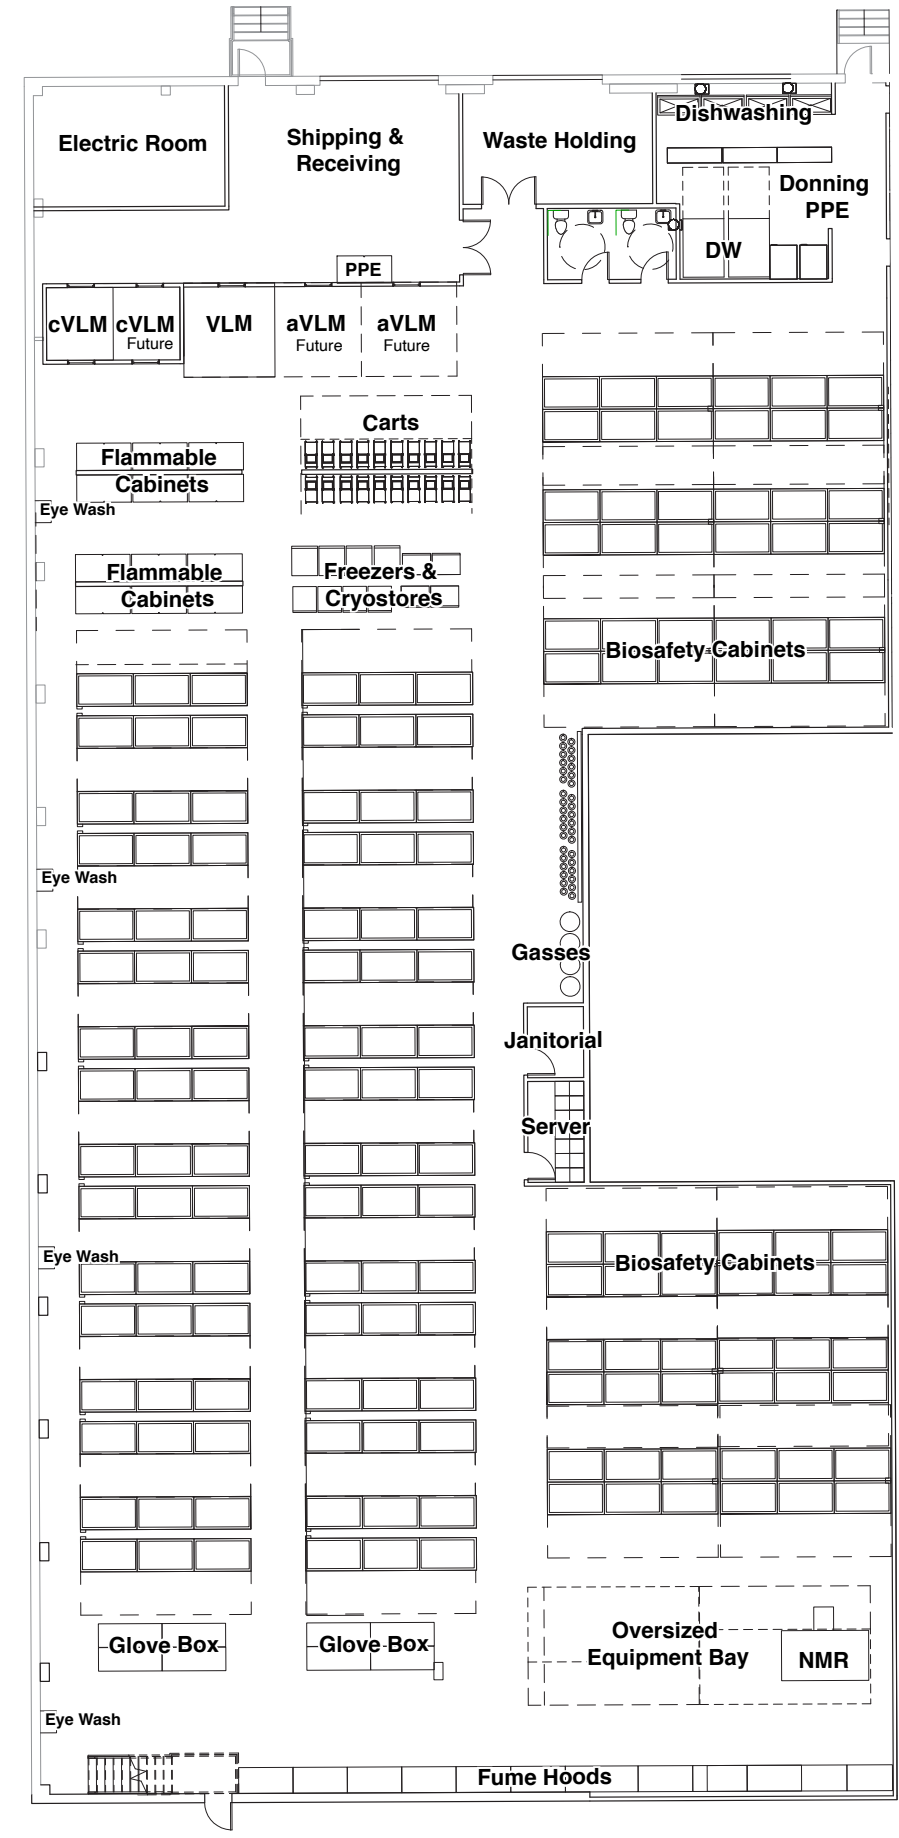 Dishwashing
Electric Room
Shipping &
Receiving
Waste Holding
Donning
PPE
DW
PPE
cVLM
cVLM
Future
VLM
aVLM
Future
aVLM
Future
Carts
Flammable
Cabinets
Eye Wash
Flammable
Cabinets
Freezers &
Cryostores
Biosafety Cabinets
Eye Wash
Gasses
Janitorial
Server
Eye Wash
Biosafety Cabinets
Glove Box
Glove Box
Oversized
Equipment Bay
NMR
Eye Wash
Fume Hoods